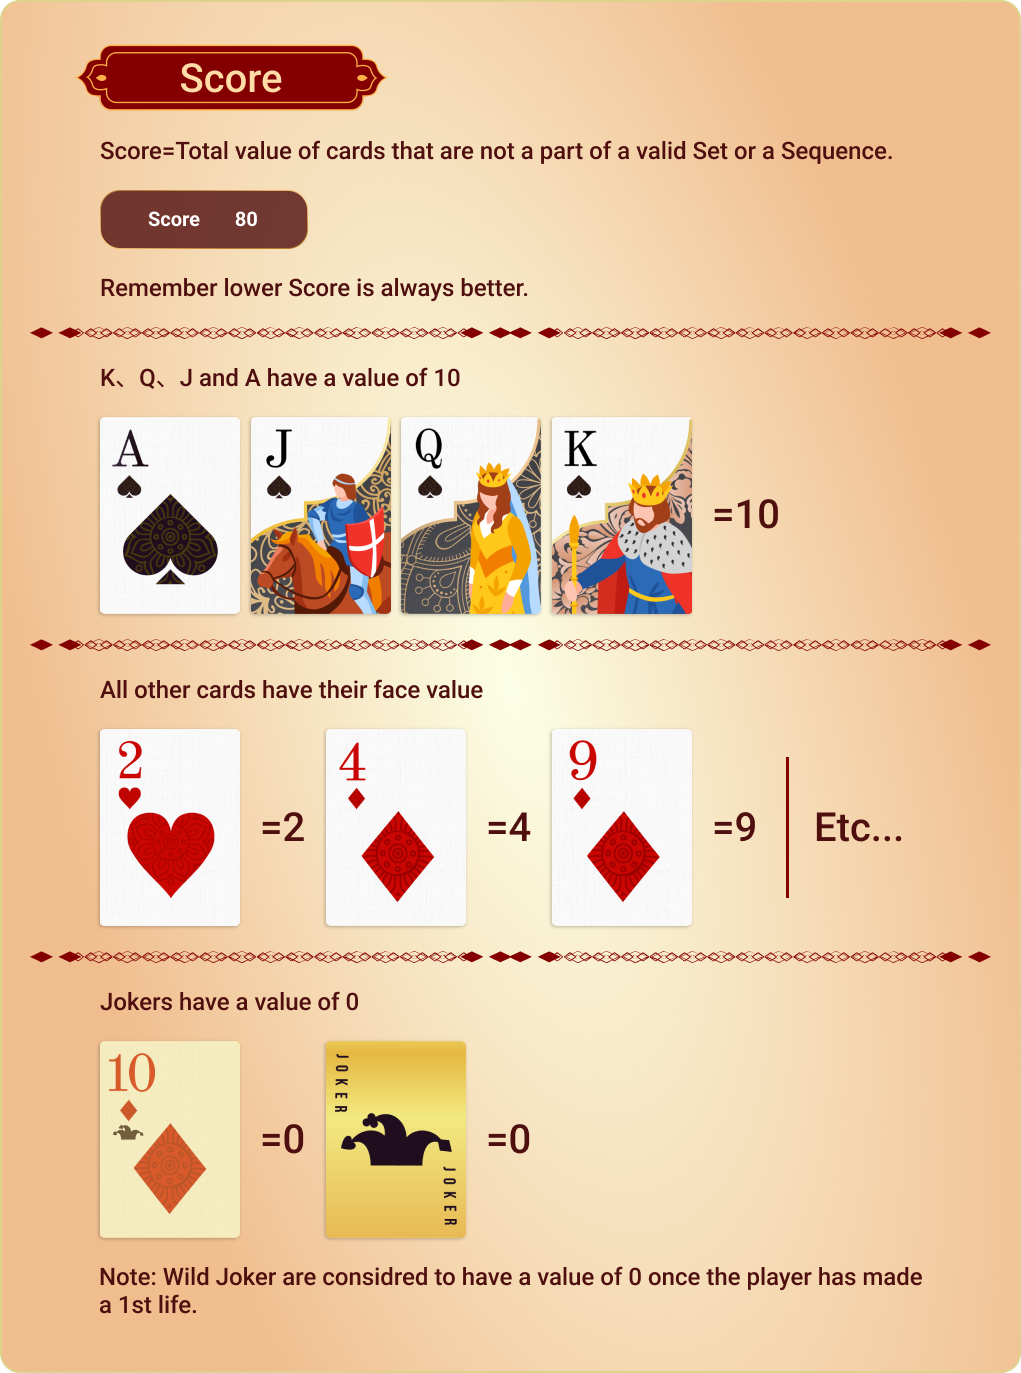 Score
Score=Total value of cards that are not a part of a valid Set or a Sequence.
Score 80
Remember lower Score is always better.
K、Q、J and A have a value of 10
A J Q K =10
All other cards have their face value
2 =2 4 =4 9 =9 Etc...
Jokers have a value of 0
10 =0 JOKER JOKER =0
Note: Wild Joker are considred to have a value of 0 once the player has made
a 1st life.